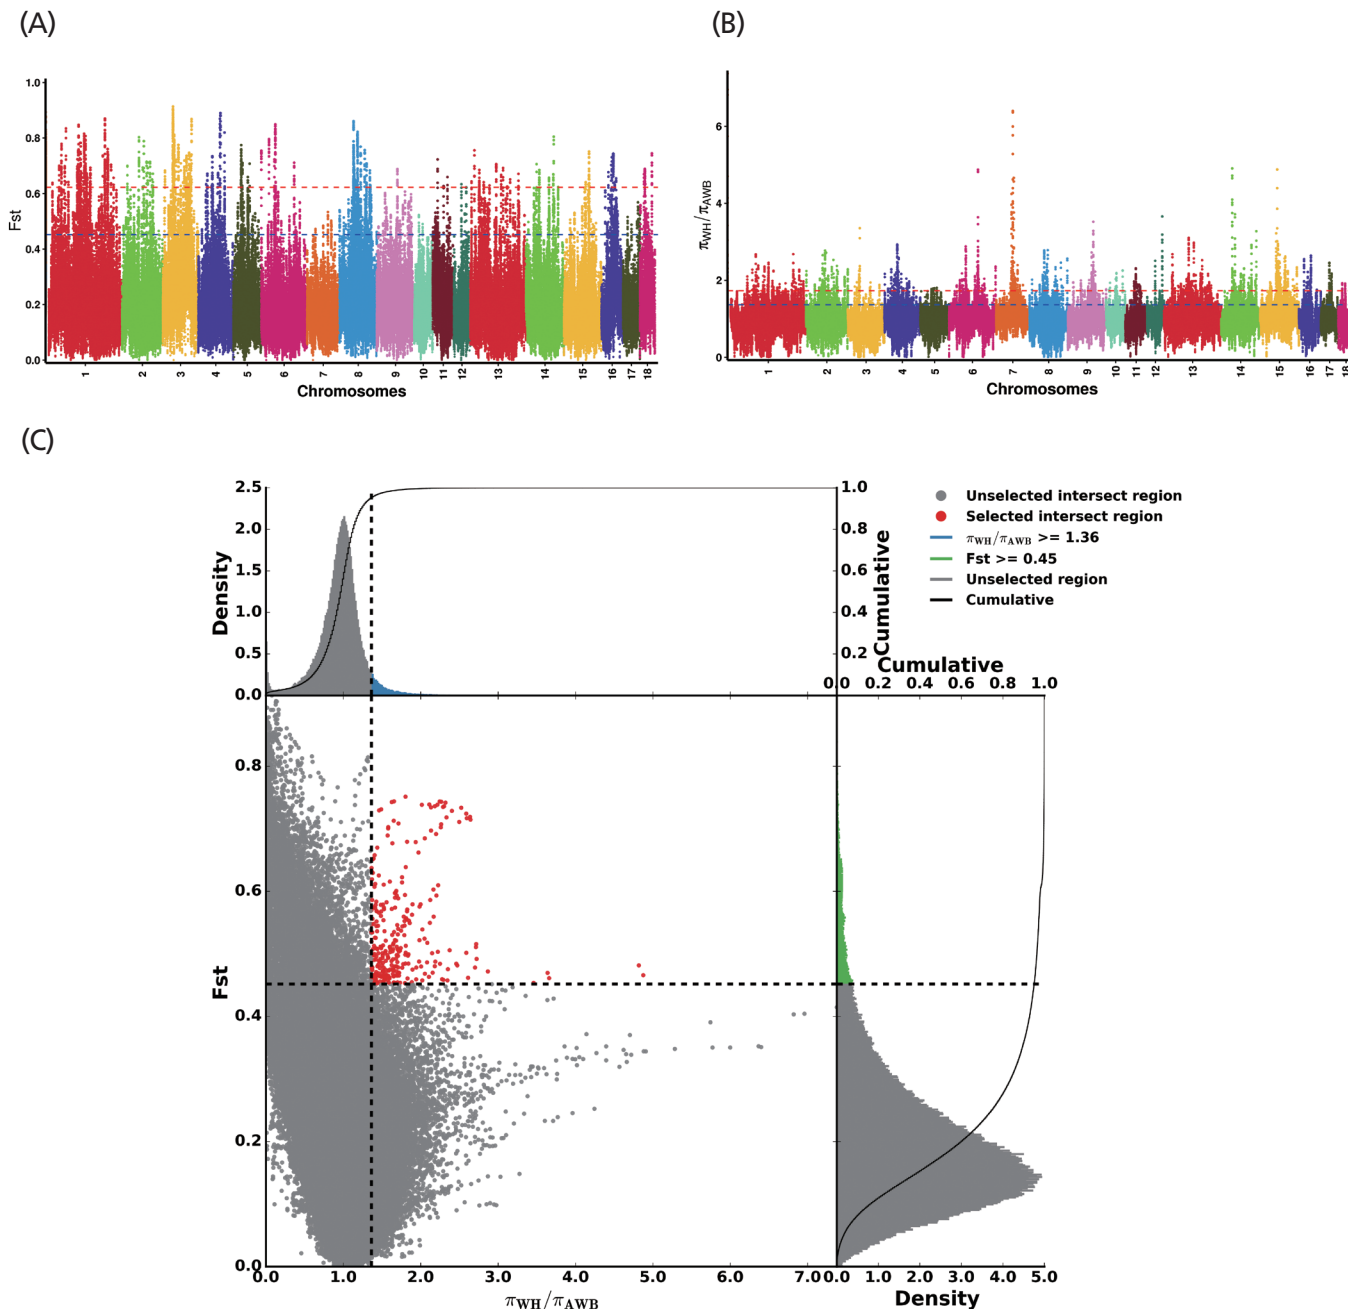 (A)
(B)
1.0
0.8
0.6
0.4
0.2
0.0
Fst
1 2 3 4 5 6 7 8 9 10 11 12 13 14 15 16 17 18
Chromosomes
6
4
2
0
πWH/πAWB
1 2 3 4 5 6 7 8 9 10 11 12 13 14 15 16 17 18
Chromosomes
(C)
2.5
2.0
1.5
1.0
0.5
0.0
Density
1.0
0.8
0.6
0.4
0.2
Cumulative
Unselected intersect region
Selected intersect region
πWH/πAWB >= 1.36
Fst >= 0.45
Unselected region
Cumulative
Cumulative
0.0 0.2 0.4 0.6 0.8 1.0
0.8
0.6
0.4
0.2
0.0
Fst
0.0 1.0 2.0 3.0 4.0 5.0 6.0 7.0
πWH/πAWB
0.0 1.0 2.0 3.0 4.0 5.0
Density